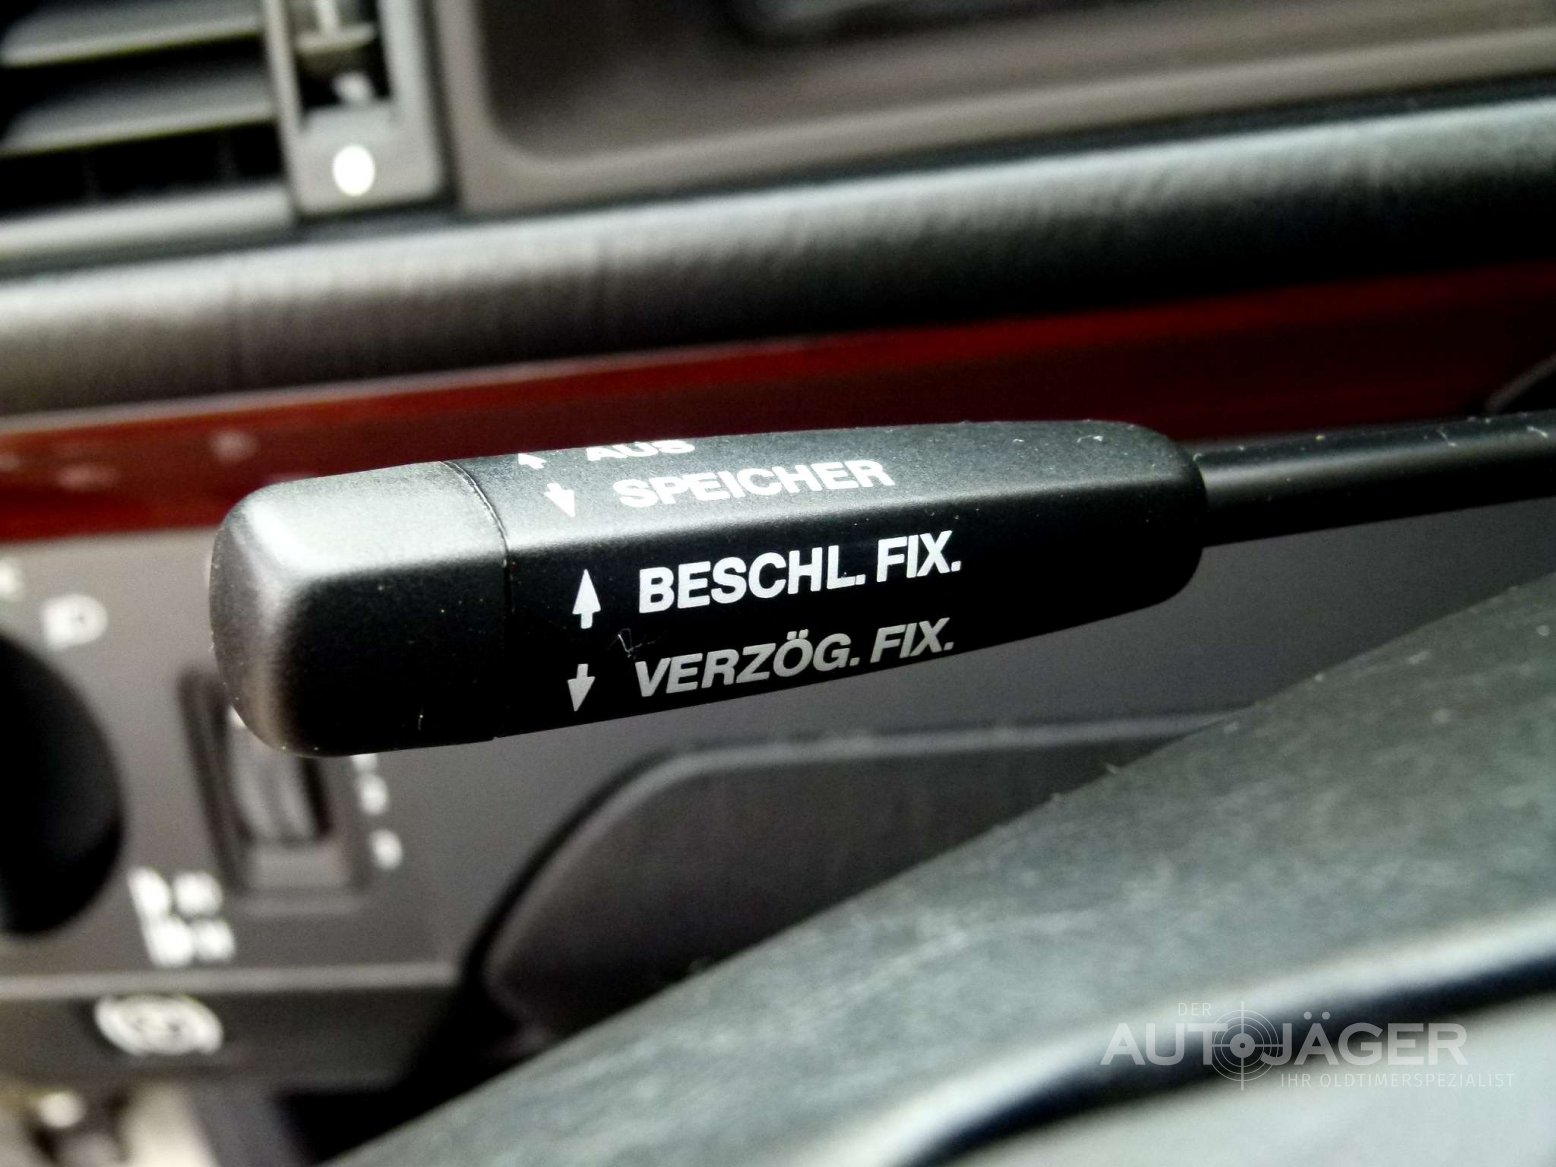 AUS
SPEICHER
BESCHL. FIX.
VERZÖG. FIX.
DER
AUTOJÄGER
IHR OLDTIMERSPEZIALIST